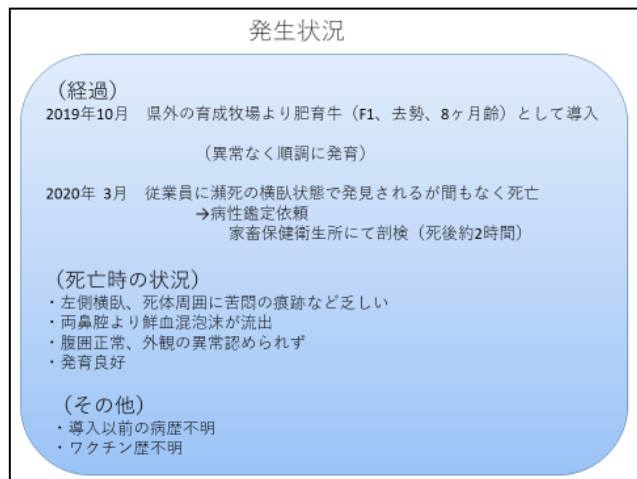 発生状況
（経過）
2019年10月　県外の育成牧場より肥育牛（F1、去勢、8ヶ月齢）として導入
（異常なく順調に発育）
2020年 3月　従業員に瀕死の横臥状態で発見されるが間もなく死亡
→病性鑑定依頼
家畜保健衛生所にて剖検（死後約2時間）
（死亡時の状況）
・左側横臥、死体周囲に苦悶の痕跡など乏しい
・両鼻腔より鮮血混泡沫が流出
・腹囲正常、外観の異常認められず
・発育良好
（その他）
・導入以前の病歴不明
・ワクチン歴不明